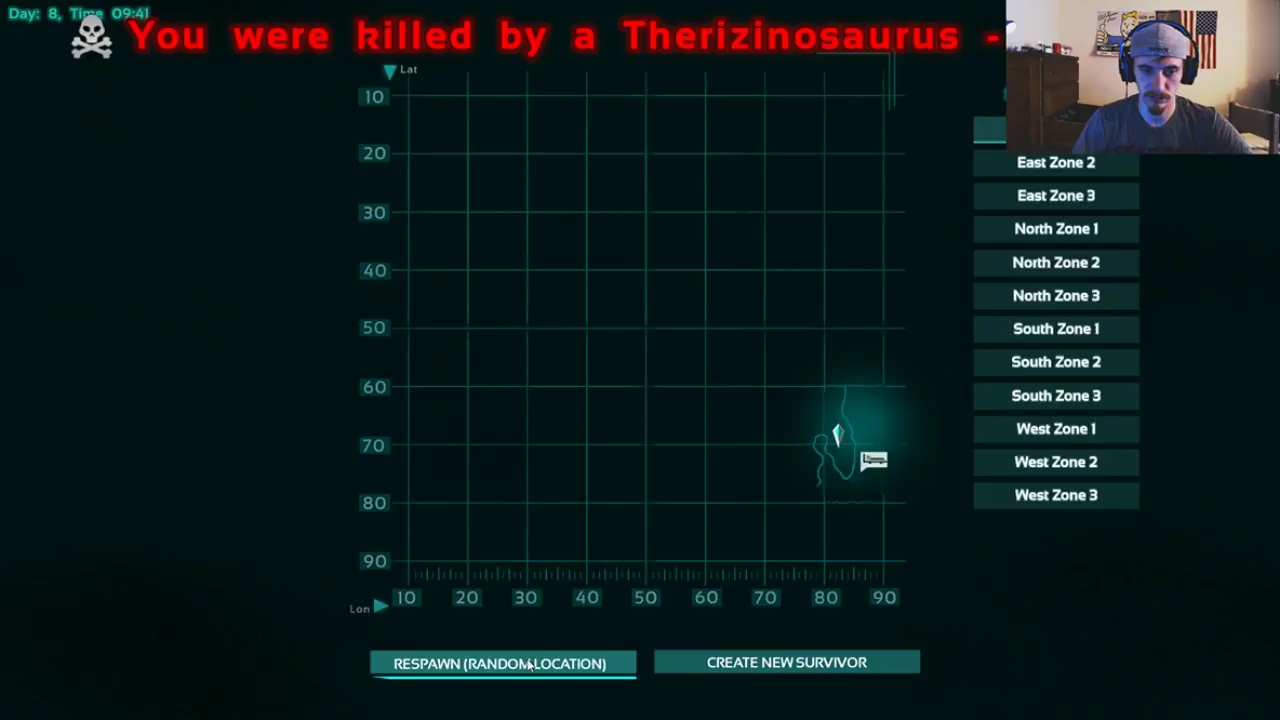 Day: 8, Time 09:41
You were killed by a Therizinosaurus -
Lat
10
20
30
40
50
60
70
80
90
Lon
10 20 30 40 50 60 70 80 90
East Zone 2
East Zone 3
North Zone 1
North Zone 2
North Zone 3
South Zone 1
South Zone 2
South Zone 3
West Zone 1
West Zone 2
West Zone 3
RESPAWN (RANDOM LOCATION)
CREATE NEW SURVIVOR